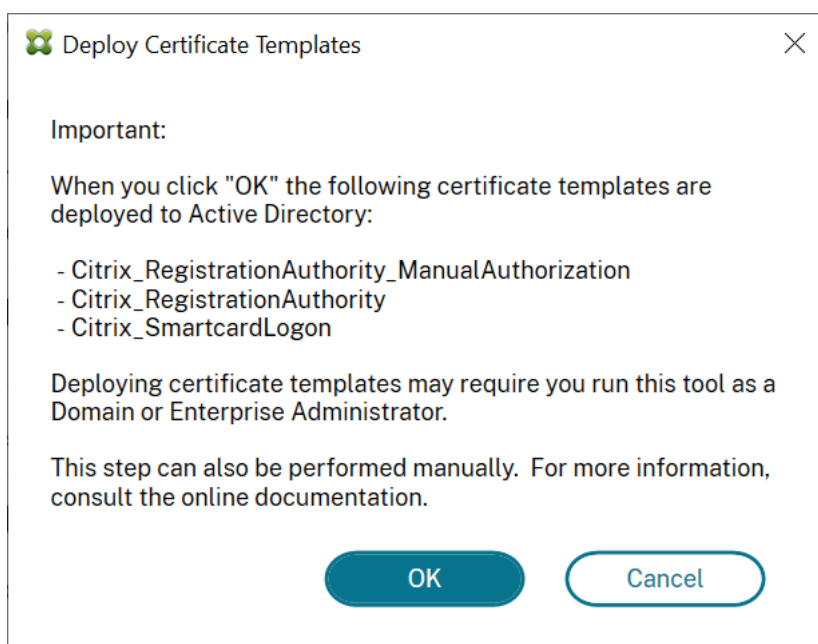 Deploy Certificate Templates
Important:
When you click "OK" the following certificate templates are
deployed to Active Directory:
- Citrix_RegistrationAuthority_ManualAuthorization
- Citrix_RegistrationAuthority
- Citrix_SmartcardLogon
Deploying certificate templates may require you run this tool as a
Domain or Enterprise Administrator.
This step can also be performed manually.  For more information,
consult the online documentation.
OK
Cancel